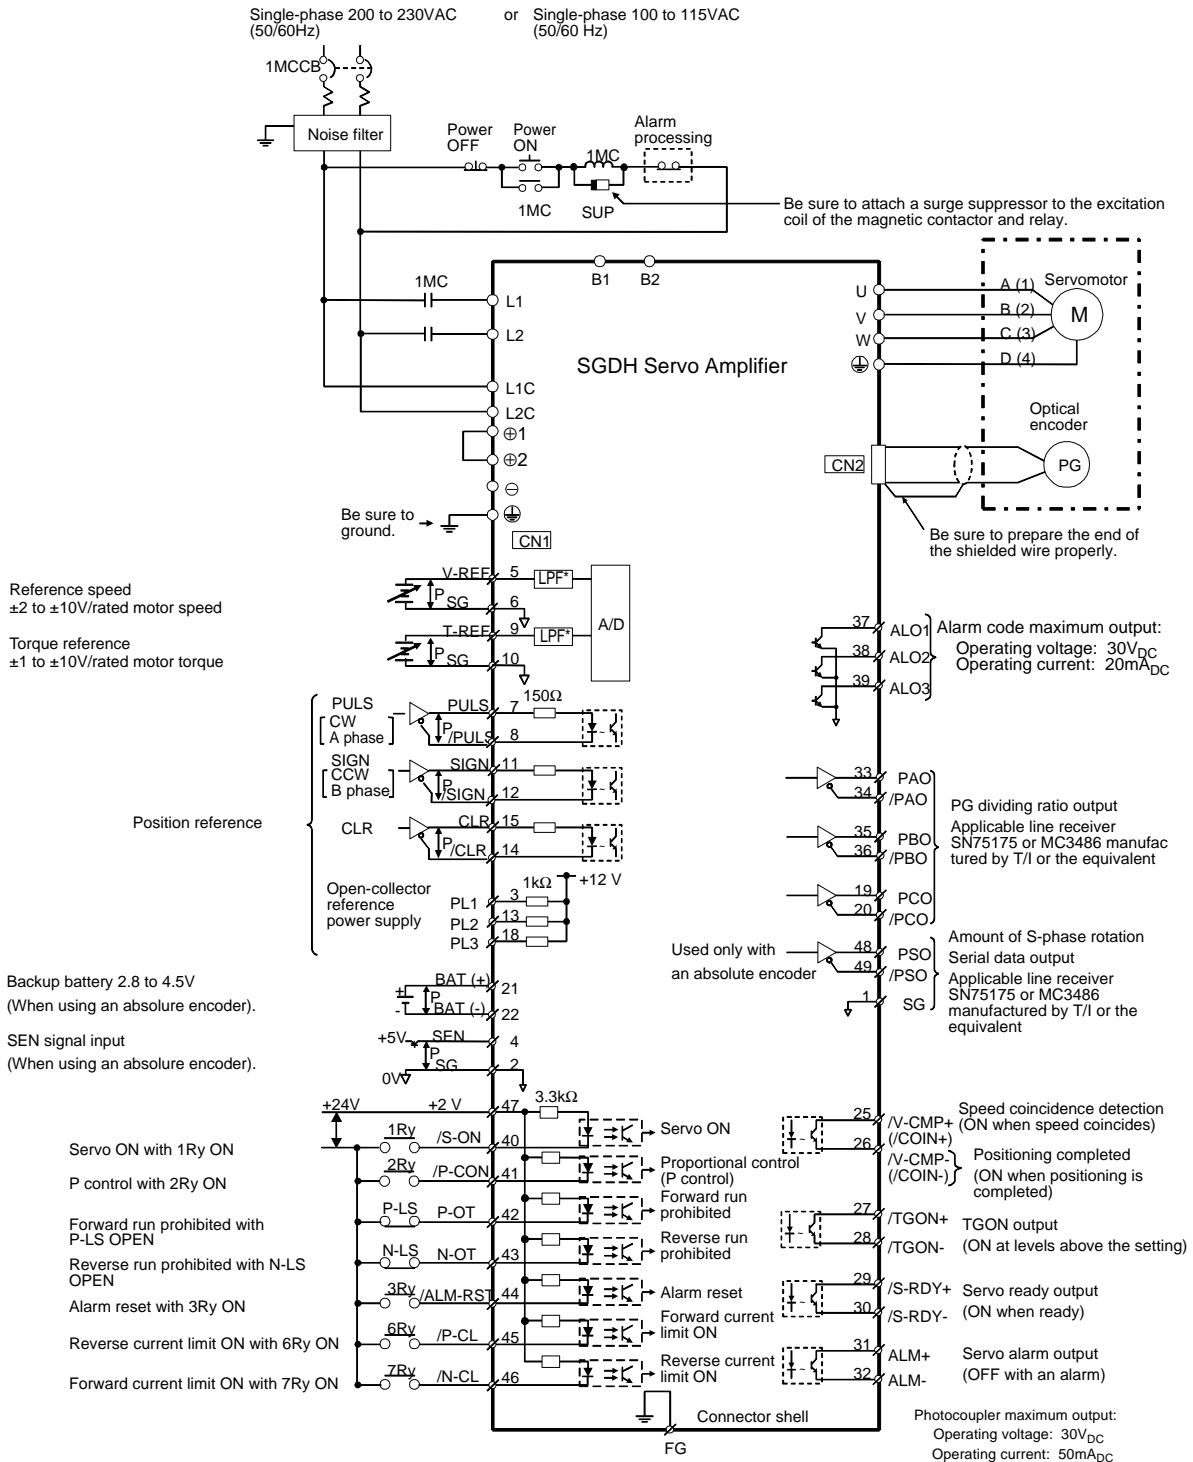 Single-phase 200 to 230VAC or Single-phase 100 to 115VAC
(50/60Hz) (50/60 Hz)
1MCCB
Noise filter
Power OFF
Power ON
1MC
Alarm processing
1MC
SUP
Be sure to attach a surge suppressor to the excitation
coil of the magnetic contactor and relay.
B1 B2
1MC
L1
L2
L1C
L2C
⊕1
⊕2
⊖
Be sure to
ground.
CN1
SGDH Servo Amplifier
U A (1)
V B (2)
W C (3)
D (4)
Servomotor
M
Optical
encoder
CN2
PG
Be sure to prepare the end of
the shielded wire properly.
Reference speed
±2 to ±10V/rated motor speed
V-REF 5 LPF*
P
SG 6
Torque reference
±1 to ±10V/rated motor torque
T-REF 9 LPF*
P
SG 10
A/D
Position reference
PULS
CW
A phase
PULS 7 150Ω
P
/PULS 8
SIGN
CCW
B phase
SIGN 11
P
/SIGN 12
CLR
CLR 15
P
/CLR 14
Open-collector
reference
power supply
1kΩ +12 V
PL1 3
PL2 13
PL3 18
Backup battery 2.8 to 4.5V
(When using an absolure encoder).
+ BAT (+) 21
P
- BAT (-) 22
SEN signal input
(When using an absolure encoder).
+5V SEN 4
P
0V SG 2
+24V +2 V 47 3.3kΩ
Servo ON with 1Ry ON
1Ry /S-ON 40
Servo ON
P control with 2Ry ON
2Ry /P-CON 41
Proportional control
(P control)
Forward run prohibited with
P-LS OPEN
P-LS P-OT 42
Forward run
prohibited
Reverse run prohibited with N-LS
OPEN
N-LS N-OT 43
Reverse run
prohibited
Alarm reset with 3Ry ON
3Ry /ALM-RST 44
Alarm reset
Reverse current limit ON with 6Ry ON
6Ry /P-CL 45
Forward current
limit ON
Forward current limit ON with 7Ry ON
7Ry /N-CL 46
Reverse current
limit ON
Connector shell
FG
37 ALO1
38 ALO2
39 ALO3
Alarm code maximum output:
Operating voltage: 30VDC
Operating current: 20mADC
33 PAO
34 /PAO
35 PBO
36 /PBO
19 PCO
20 /PCO
PG dividing ratio output
Applicable line receiver
SN75175 or MC3486 manufac
tured by T/I or the equivalent
Used only with
an absolute encoder
48 PSO
49 /PSO
1 SG
Amount of S-phase rotation
Serial data output
Applicable line receiver
SN75175 or MC3486
manufactured by T/I or the
equivalent
25 /V-CMP+
(/COIN+)
26 /V-CMP-
(/COIN-)
Speed coincidence detection
(ON when speed coincides)
Positioning completed
(ON when positioning is
completed)
27 /TGON+
28 /TGON-
TGON output
(ON at levels above the setting)
29 /S-RDY+
30 /S-RDY-
Servo ready output
(ON when ready)
31 ALM+
32 ALM-
Servo alarm output
(OFF with an alarm)
Photocoupler maximum output:
Operating voltage: 30VDC
Operating current: 50mADC